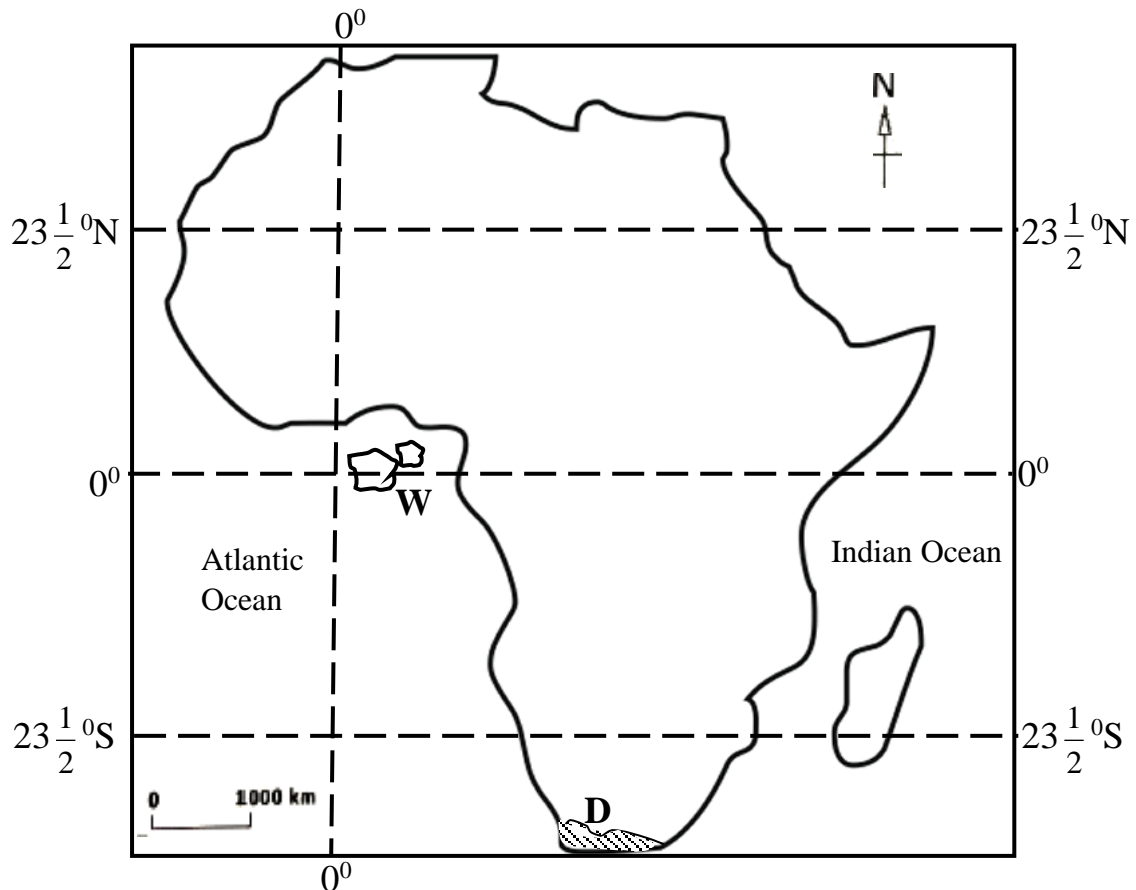 0⁰
N
23 1/2 ⁰N
23 1/2 ⁰N
0⁰
0⁰
W
Atlantic
Ocean
Indian Ocean
23 1/2 ⁰S
23 1/2 ⁰S
0 1000 km
D
0⁰